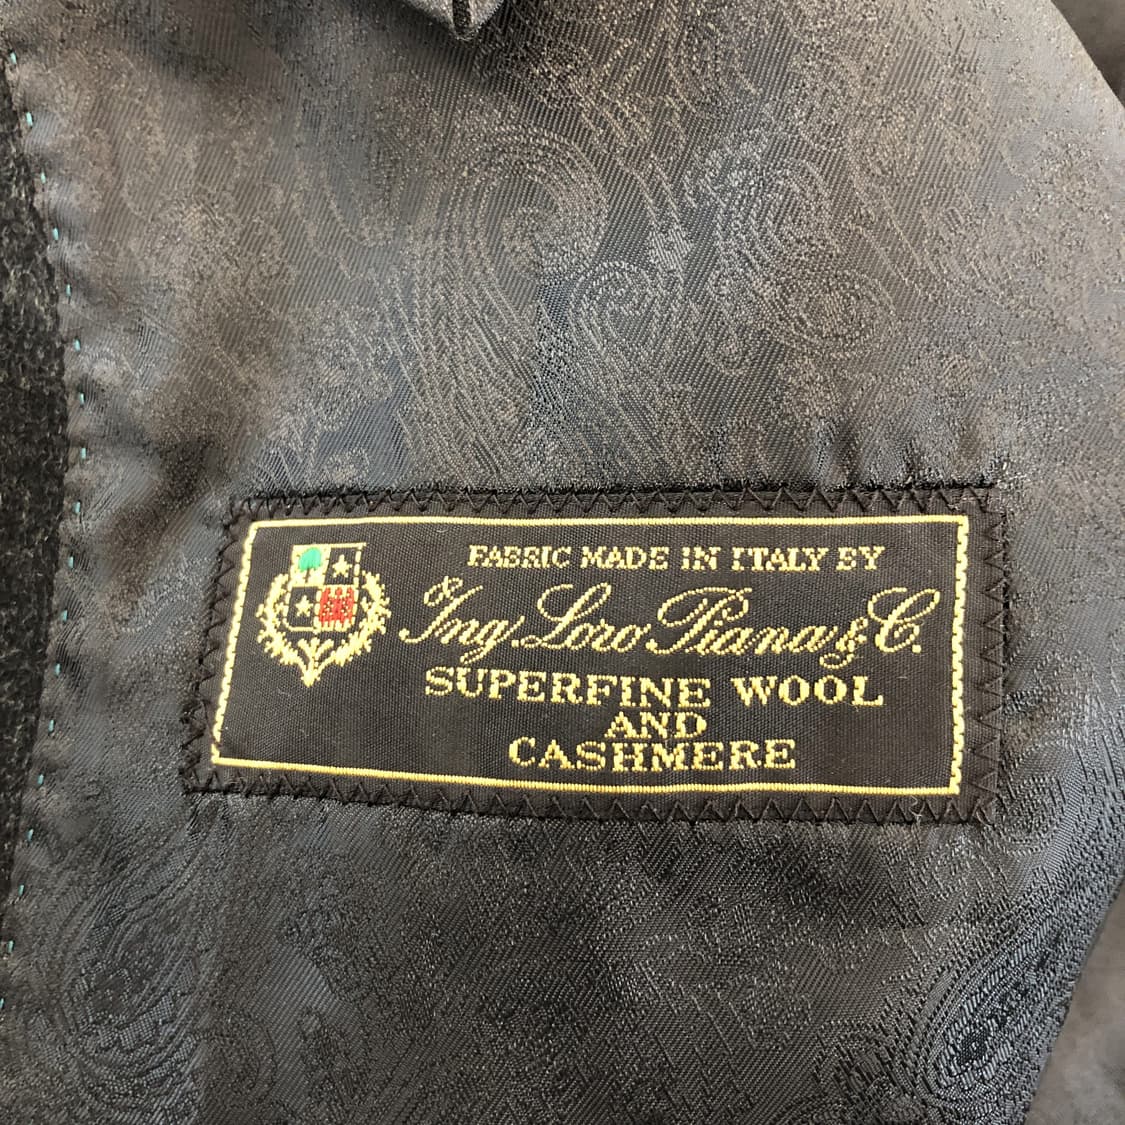 FABRIC MADE IN ITALY BY
Ing Loro Piana & C.
SUPERFINE WOOL
AND
CASHMERE